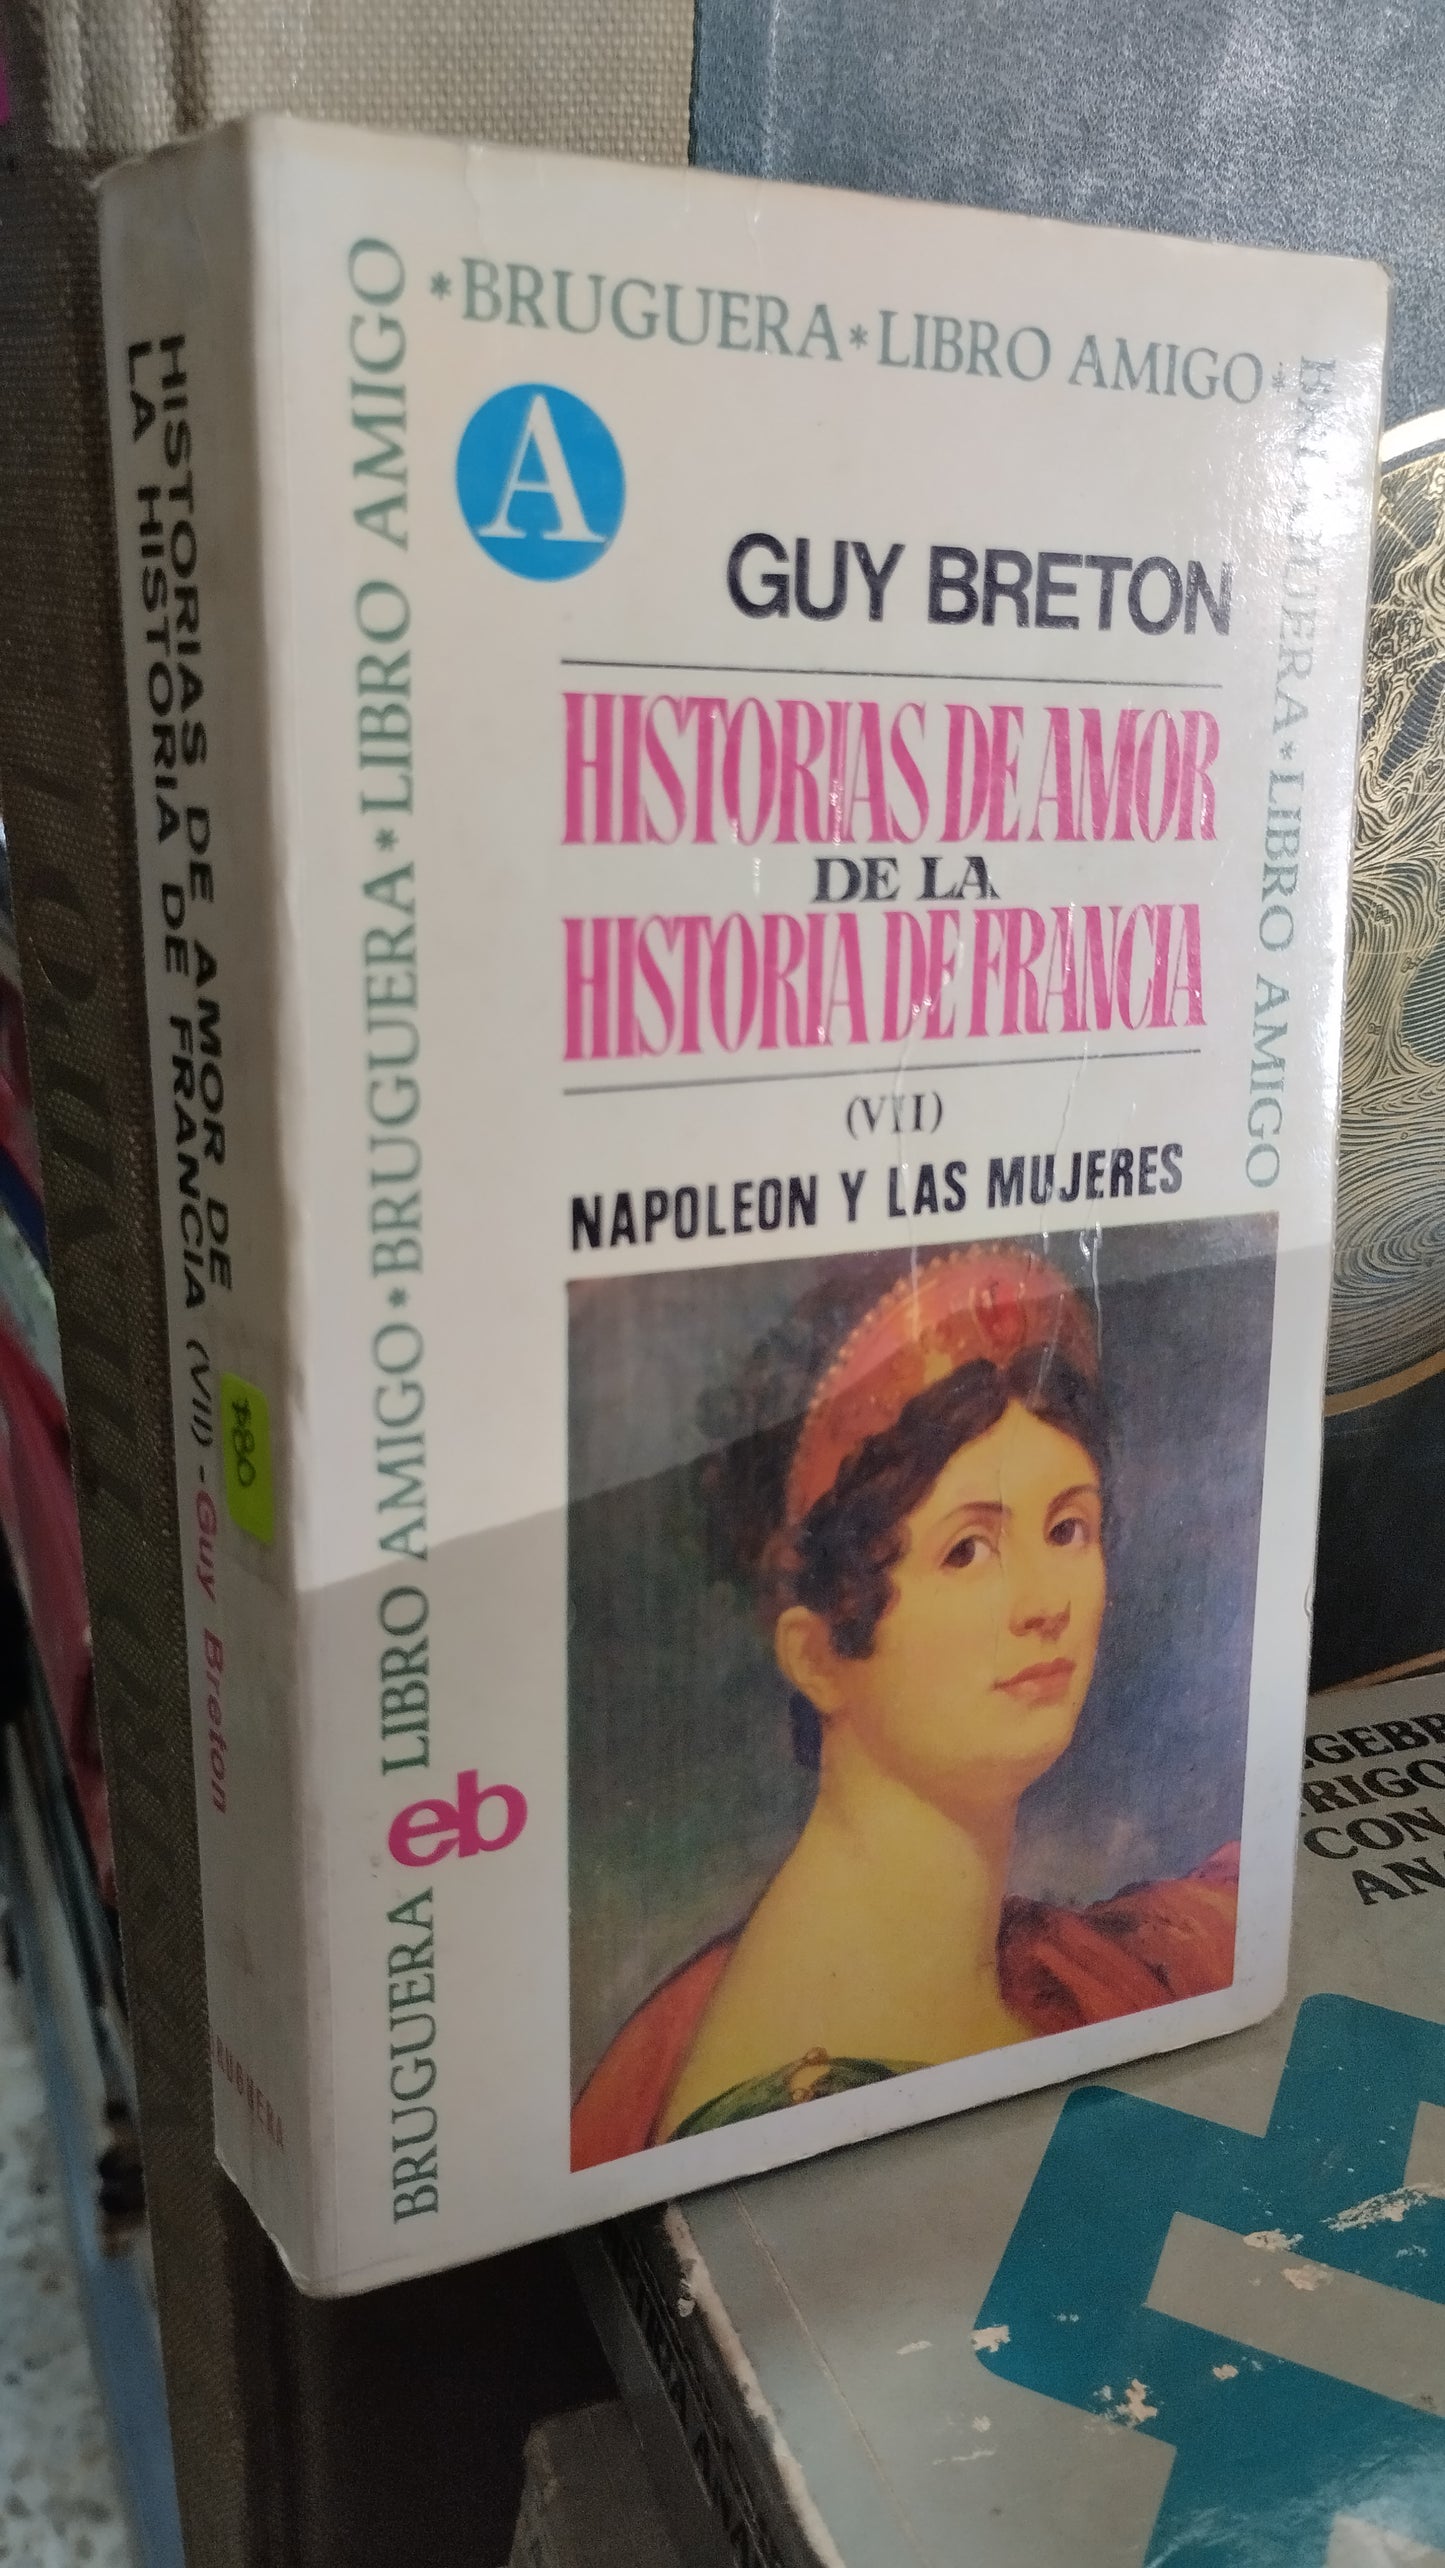 *BRUGUERA*LIBRO AMIGO*
BRUGUERA*LIBRO AMIGO
BRUGUERA LIBRO AMIGO*BRUGUERA*LIBRO AMIGO
A
GUY BRETON
HISTORIAS DE AMOR
DE LA
HISTORIA DE FRANCIA
(VII)
NAPOLEON Y LAS MUJERES
eb
HISTORIAS DE AMOR DE
LA HISTORIA DE FRANCIA (VII) - Guy Breton
$80
BRUGUERA
CON